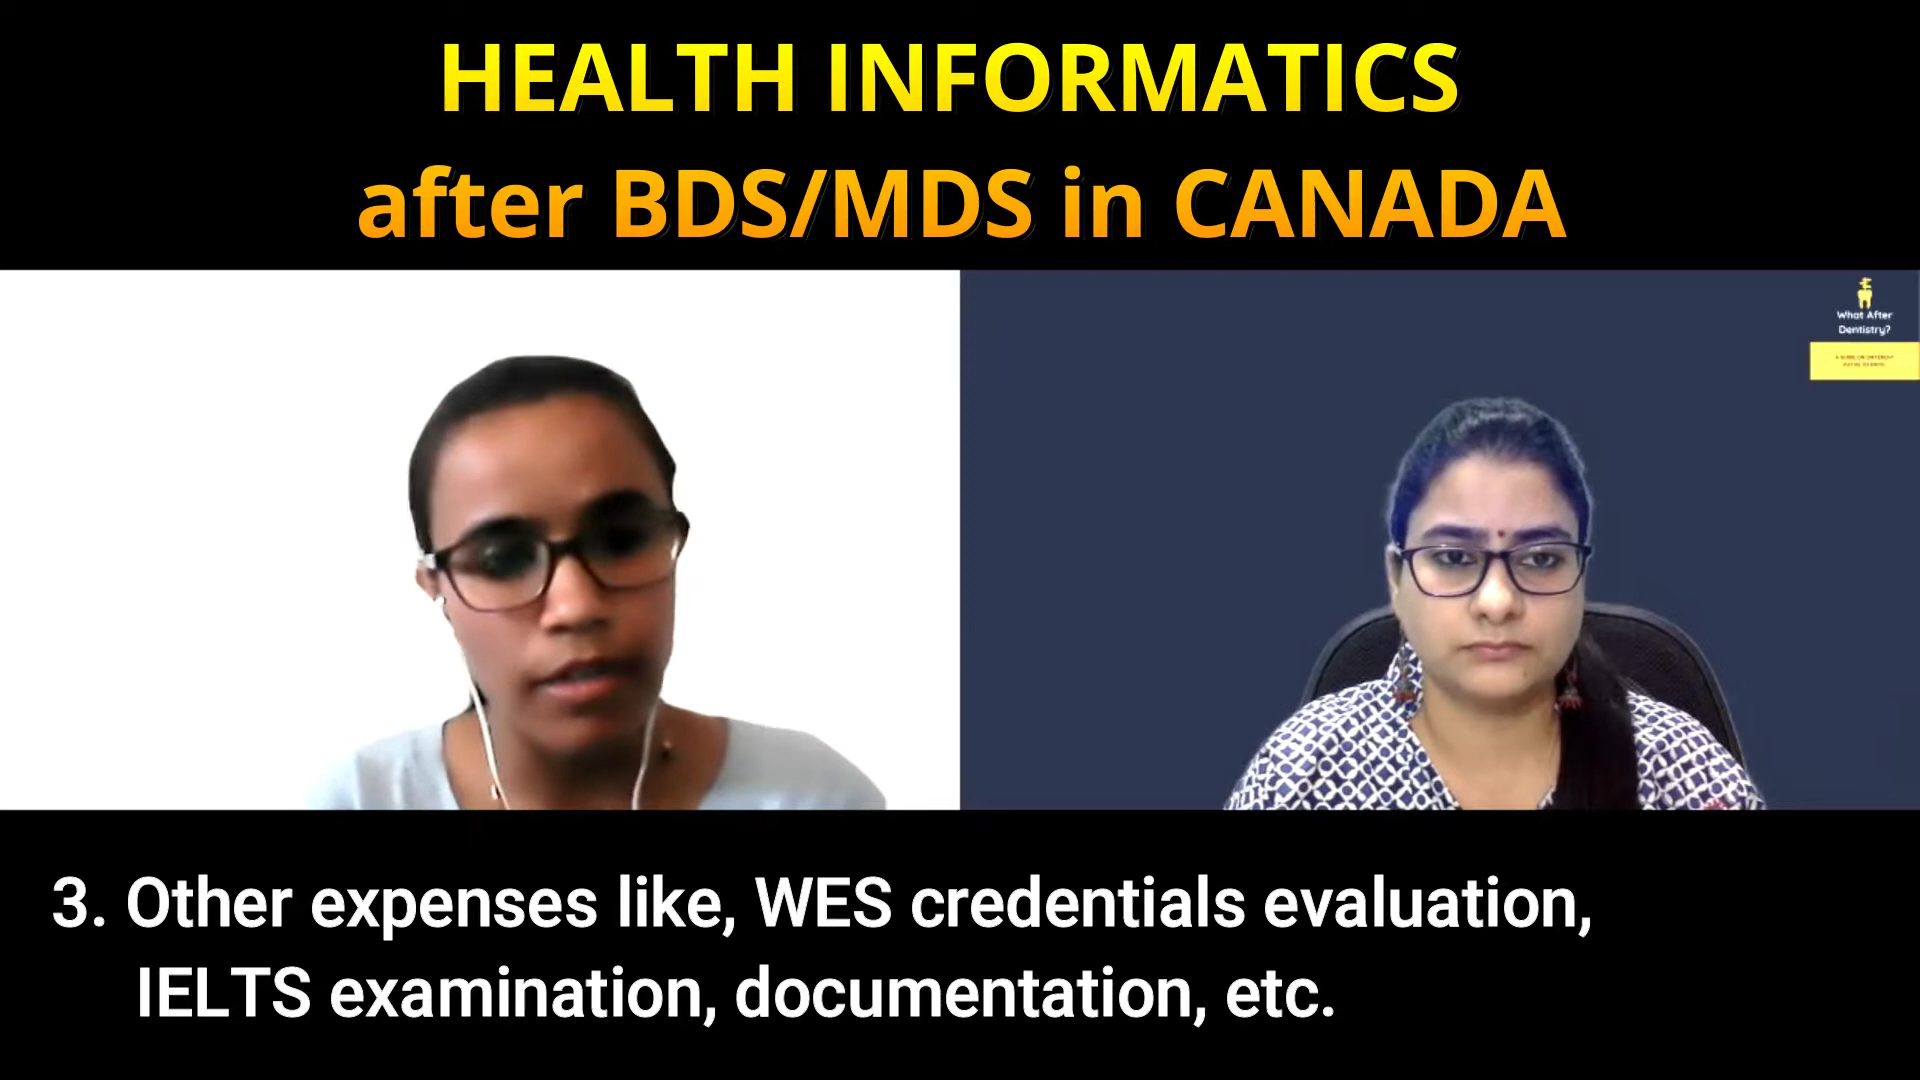 HEALTH INFORMATICS
after BDS/MDS in CANADA
What After
Dentistry?
3. Other expenses like, WES credentials evaluation,
IELTS examination, documentation, etc.